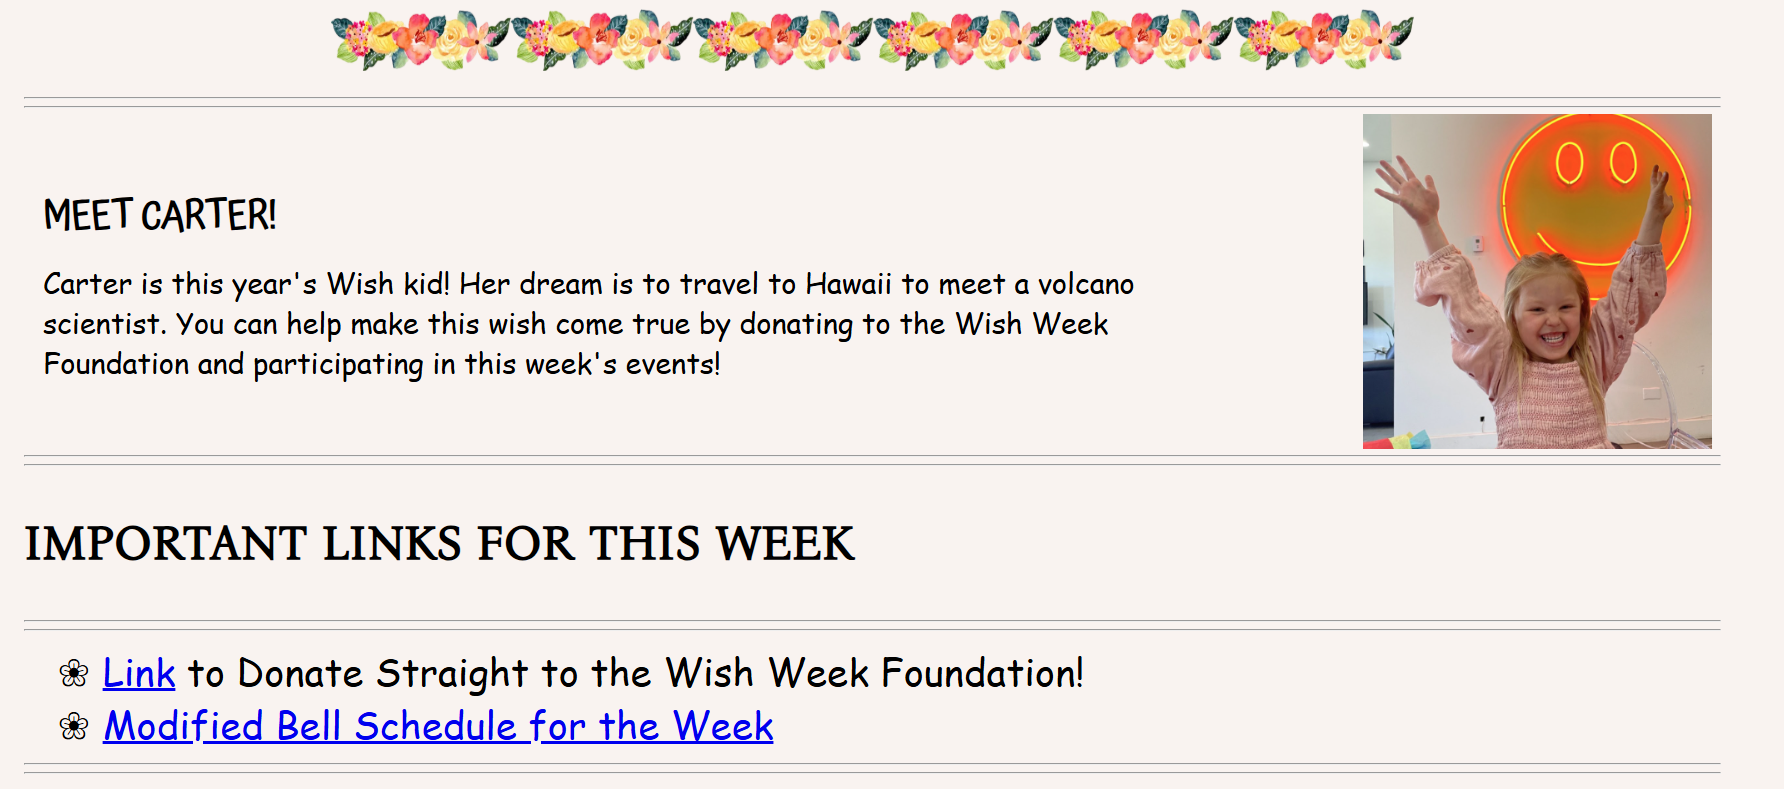 MEET CARTER!
Carter is this year's Wish kid! Her dream is to travel to Hawaii to meet a volcano
scientist. You can help make this wish come true by donating to the Wish Week
Foundation and participating in this week's events!
IMPORTANT LINKS FOR THIS WEEK
❀ Link to Donate Straight to the Wish Week Foundation!
❀ Modified Bell Schedule for the Week